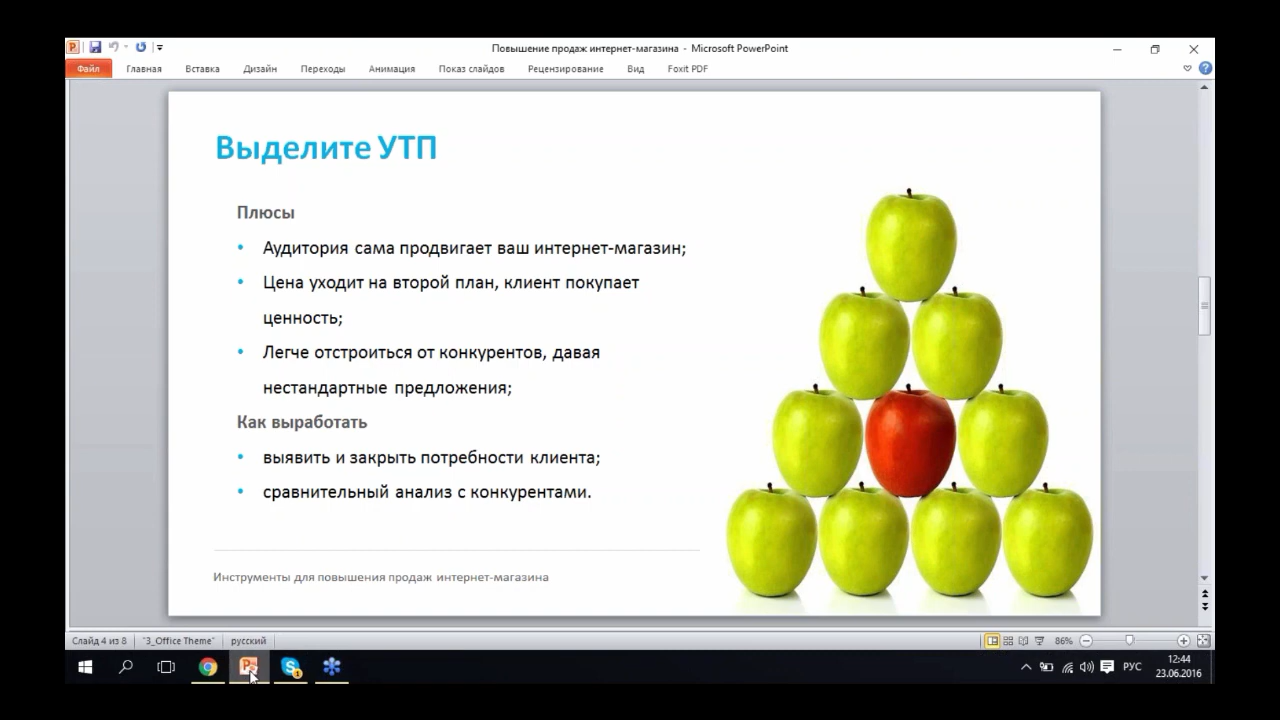 Повышение продаж интернет-магазина - Microsoft PowerPoint
Файл Главная Вставка Дизайн Переходы Анимация Показ слайдов Рецензирование Вид Foxit PDF
Выделите УТП
Плюсы
• Аудитория сама продвигает ваш интернет-магазин;
• Цена уходит на второй план, клиент покупает
ценность;
• Легче отстроиться от конкурентов, давая
нестандартные предложения;
Как выработать
• выявить и закрыть потребности клиента;
• сравнительный анализ с конкурентами.
Инструменты для повышения продаж интернет-магазина
Слайд 4 из 8 "3_Office Theme" русский 86%
РУС 12:44
23.06.2016